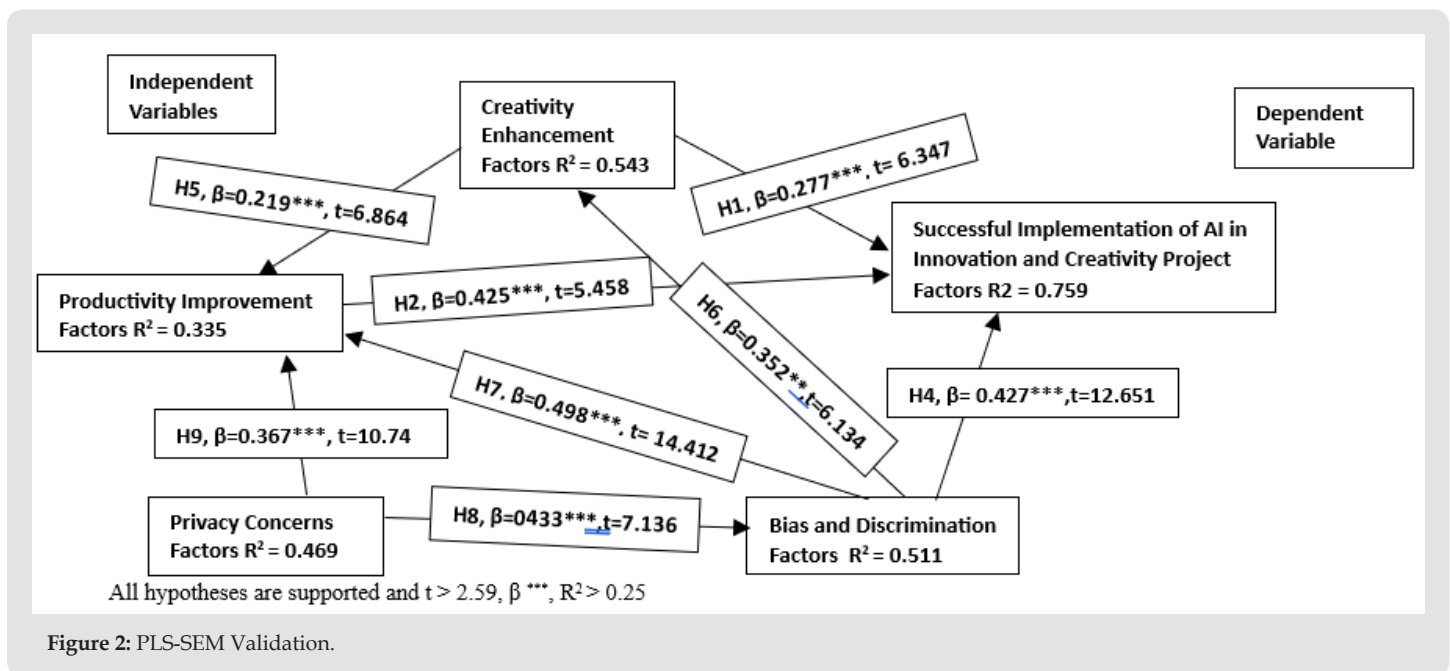 Independent
Variables
Creativity
Enhancement
Factors R² = 0.543
Dependent
Variable
H5, β=0.219***, t=6.864
H1, β=0.277***, t= 6.347
Successful Implementation of AI in
Innovation and Creativity Project
Factors R2 = 0.759
Productivity Improvement
Factors R² = 0.335
H2, β=0.425***, t=5.458
H6, β=0.352**,t=6.134
H7, β=0.498***, t= 14.412
H4, β= 0.427***,t=12.651
H9, β=0.367***, t=10.74
Privacy Concerns
Factors R² = 0.469
H8, β=0433***,t=7.136
Bias and Discrimination
Factors R² = 0.511
All hypotheses are supported and t > 2.59, β ***, R² > 0.25
Figure 2: PLS-SEM Validation.